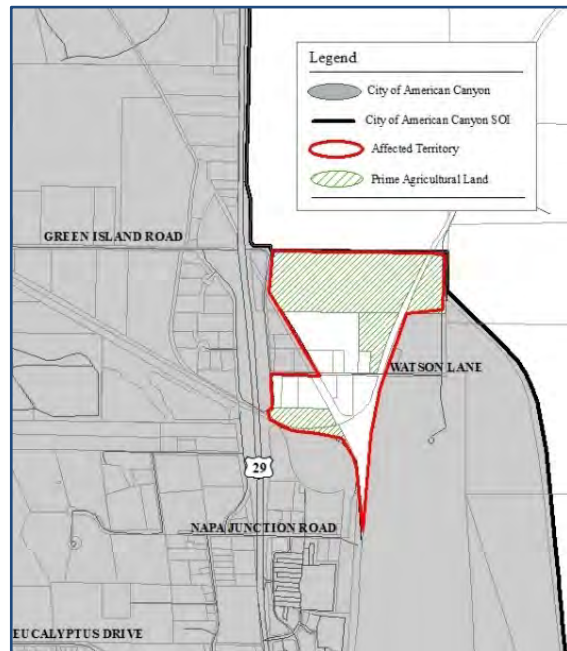 Legend
City of American Canyon
City of American Canyon SOI
Affected Territory
Prime Agricultural Land
GREEN ISLAND ROAD
WATSON LANE
29
NAPA JUNCTION ROAD
EUCALYPTUS DRIVE